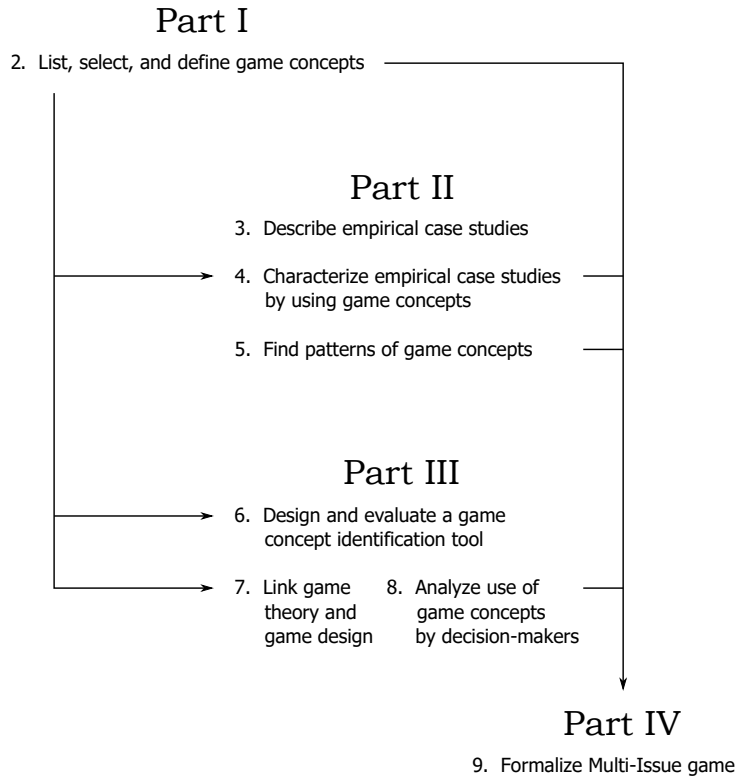 Part I
2. List, select, and define game concepts
Part II
3. Describe empirical case studies
4. Characterize empirical case studies
by using game concepts
5. Find patterns of game concepts
Part III
6. Design and evaluate a game
concept identification tool
7. Link game
theory and
game design
8. Analyze use of
game concepts
by decision-makers
Part IV
9. Formalize Multi-Issue game